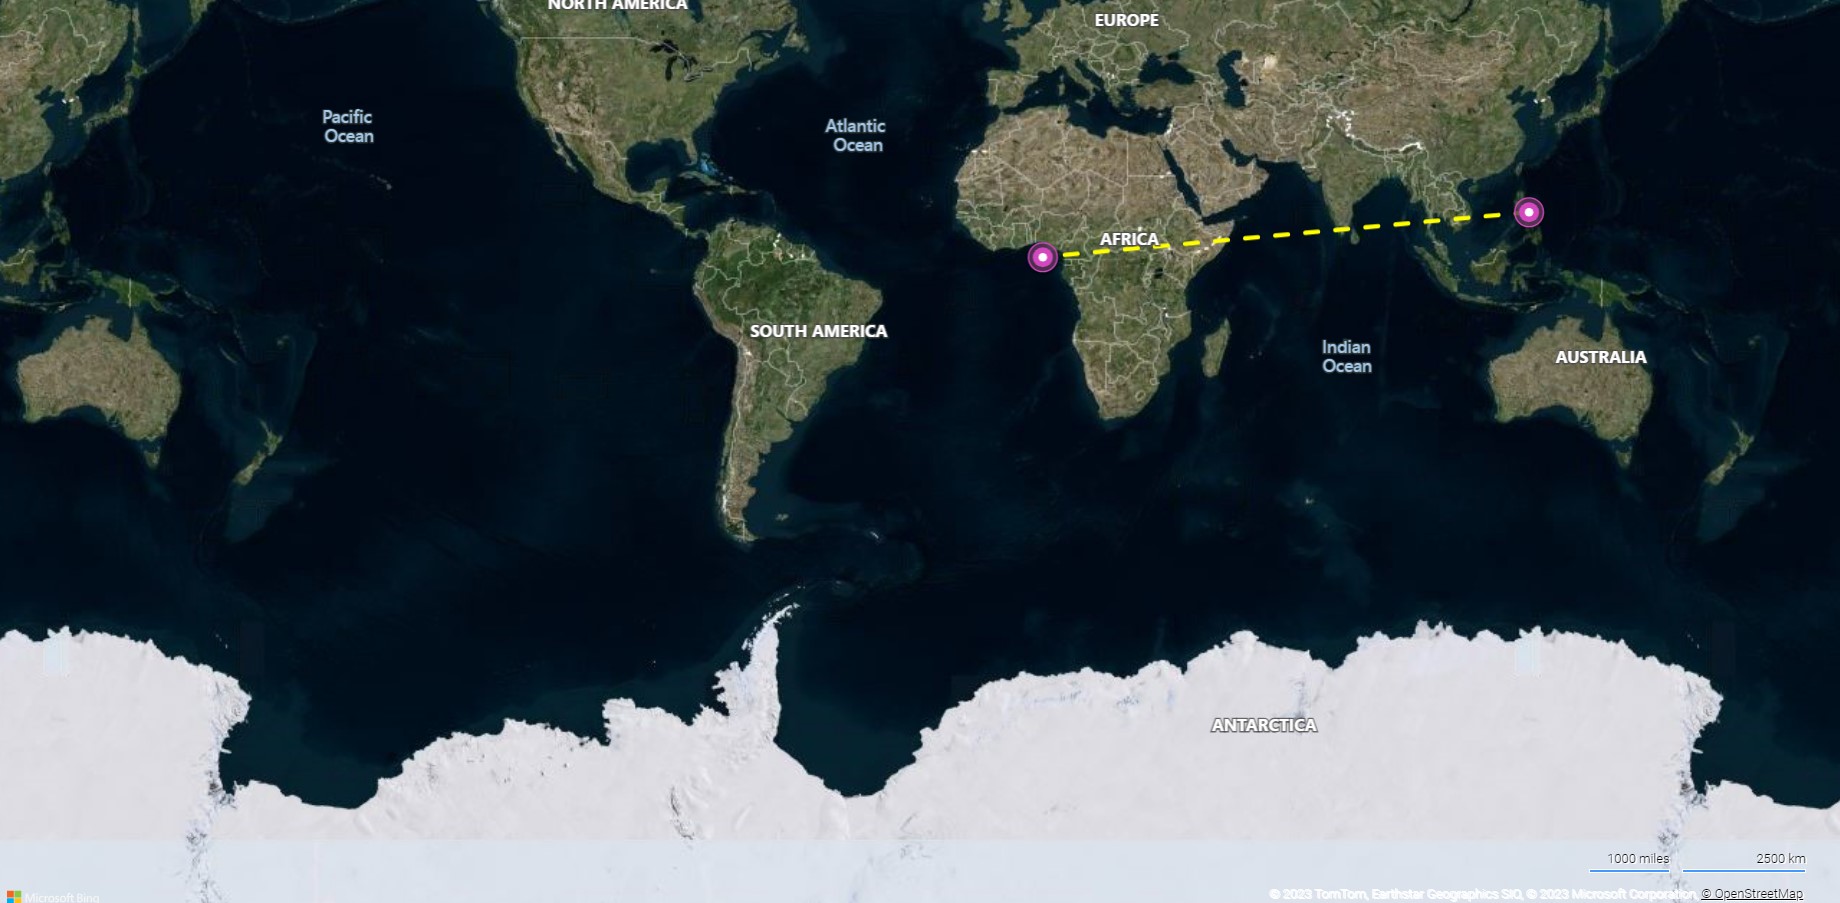 NORTH AMERICA
EUROPE
Pacific
Ocean
Atlantic
Ocean
AFRICA
SOUTH AMERICA
Indian
Ocean
AUSTRALIA
ANTARCTICA
1000 miles
2500 km
Microsoft Bing
© 2023 TomTom, Earthstar Geographics SIO, © 2023 Microsoft Corporation, © OpenStreetMap